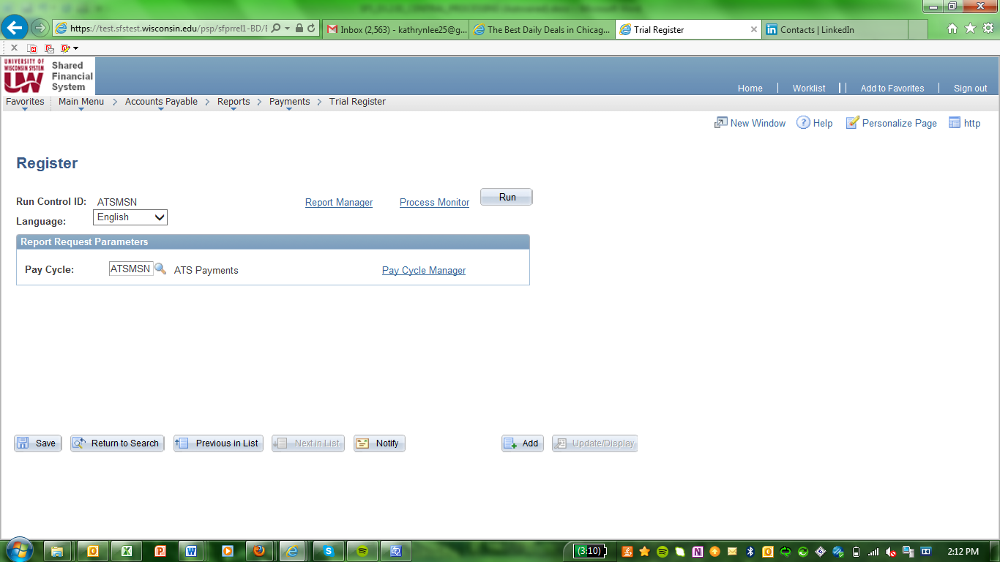 https://test.sfstest.wisconsin.edu/psp/sfprrel1-BD/
Inbox (2,563) - kathrynlee25@g...
The Best Daily Deals in Chicag...
Trial Register
Contacts | LinkedIn
UNIVERSITY OF
WISCONSIN SYSTEM
UW
Shared
Financial
System
Home
Worklist
Add to Favorites
Sign out
Favorites
Main Menu > Accounts Payable > Reports > Payments > Trial Register
New Window
Help
Personalize Page
http
Register
Run Control ID: ATSMSN
Report Manager
Process Monitor
Run
Language: English
Report Request Parameters
Pay Cycle: ATSMSN ATS Payments
Pay Cycle Manager
Save
Return to Search
Previous in List
Next in List
Notify
Add
Update/Display
(3:10)
2:12 PM